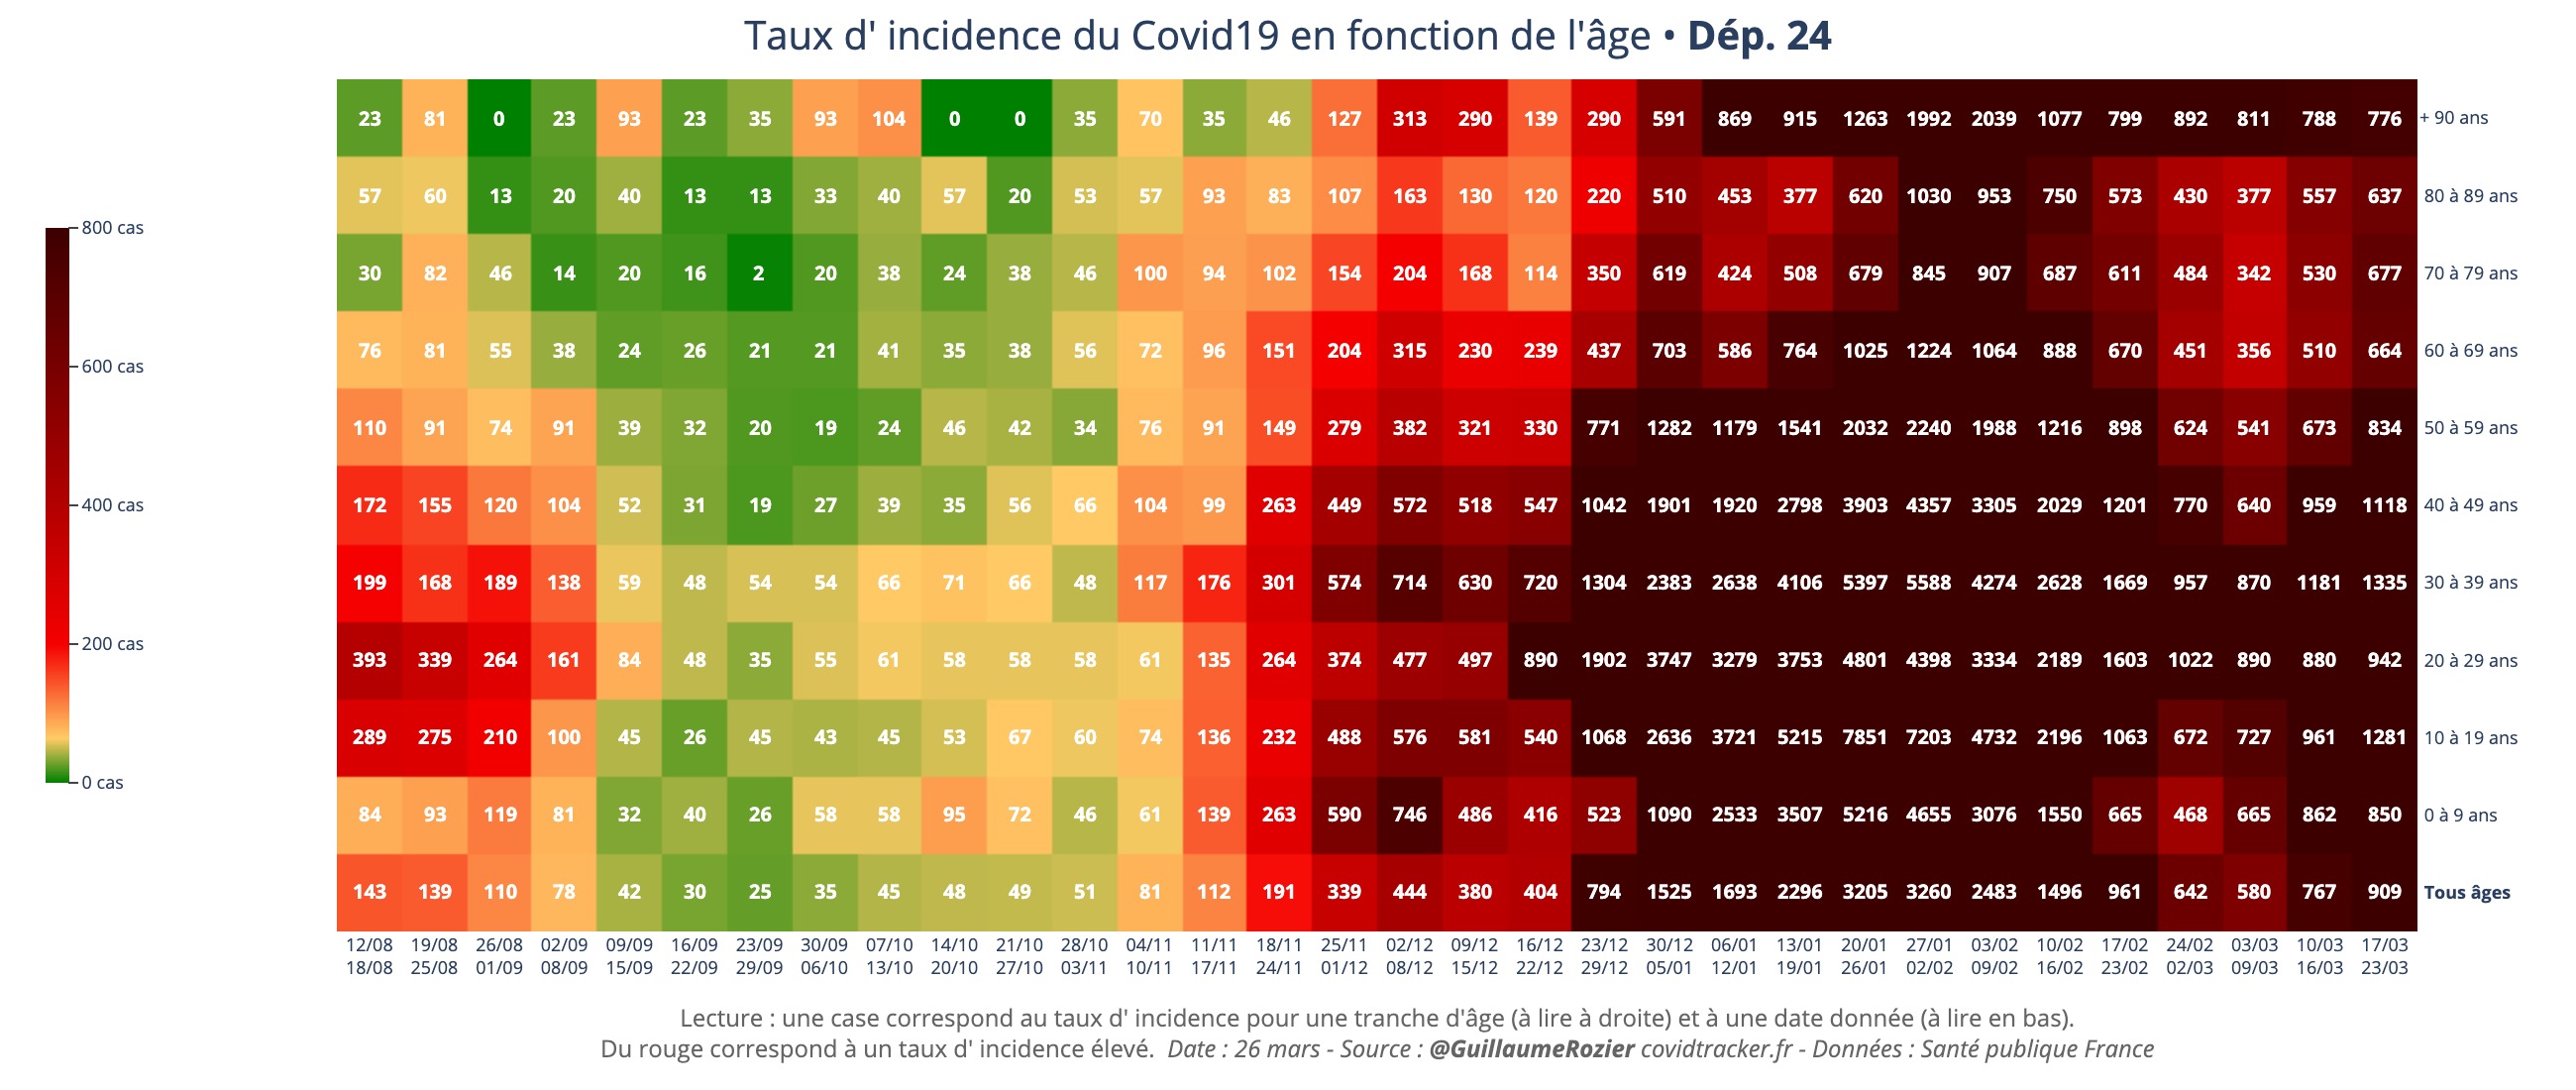 Taux d' incidence du Covid19 en fonction de l'âge • Dép. 24
23 81 0 23 93 23 35 93 104 0 0 35 70 35 46 127 313 290 139 290 591 869 915 1263 1992 2039 1077 799 892 811 788 776 + 90 ans
57 60 13 20 40 13 13 33 40 57 20 53 57 93 83 107 163 130 120 220 510 453 377 620 1030 953 750 573 430 377 557 637 80 à 89 ans
800 cas
30 82 46 14 20 16 2 20 38 24 38 46 100 94 102 154 204 168 114 350 619 424 508 679 845 907 687 611 484 342 530 677 70 à 79 ans
76 81 55 38 24 26 21 21 41 35 38 56 72 96 151 204 315 230 239 437 703 586 764 1025 1224 1064 888 670 451 356 510 664 60 à 69 ans
600 cas
110 91 74 91 39 32 20 19 24 46 42 34 76 91 149 279 382 321 330 771 1282 1179 1541 2032 2240 1988 1216 898 624 541 673 834 50 à 59 ans
400 cas
172 155 120 104 52 31 19 27 39 35 56 66 104 99 263 449 572 518 547 1042 1901 1920 2798 3903 4357 3305 2029 1201 770 640 959 1118 40 à 49 ans
199 168 189 138 59 48 54 54 66 71 66 48 117 176 301 574 714 630 720 1304 2383 2638 4106 5397 5588 4274 2628 1669 957 870 1181 1335 30 à 39 ans
200 cas
393 339 264 161 84 48 35 55 61 58 58 58 61 135 264 374 477 497 890 1902 3747 3279 3753 4801 4398 3334 2189 1603 1022 890 880 942 20 à 29 ans
289 275 210 100 45 26 45 43 45 53 67 60 74 136 232 488 576 581 540 1068 2636 3721 5215 7851 7203 4732 2196 1063 672 727 961 1281 10 à 19 ans
0 cas
84 93 119 81 32 40 26 58 58 95 72 46 61 139 263 590 746 486 416 523 1090 2533 3507 5216 4655 3076 1550 665 468 665 862 850 0 à 9 ans
143 139 110 78 42 30 25 35 45 48 49 51 81 112 191 339 444 380 404 794 1525 1693 2296 3205 3260 2483 1496 961 642 580 767 909 Tous âges
12/08 19/08 26/08 02/09 09/09 16/09 23/09 30/09 07/10 14/10 21/10 28/10 04/11 11/11 18/11 25/11 02/12 09/12 16/12 23/12 30/12 06/01 13/01 20/01 27/01 03/02 10/02 17/02 24/02 03/03 10/03 17/03
18/08 25/08 01/09 08/09 15/09 22/09 29/09 06/10 13/10 20/10 27/10 03/11 10/11 17/11 24/11 01/12 08/12 15/12 22/12 29/12 05/01 12/01 19/01 26/01 02/02 09/02 16/02 23/02 02/03 09/03 16/03 23/03
Lecture : une case correspond au taux d' incidence pour une tranche d'âge (à lire à droite) et à une date donnée (à lire en bas).
Du rouge correspond à un taux d' incidence élevé. Date : 26 mars - Source : @GuillaumeRozier covidtracker.fr - Données : Santé publique France